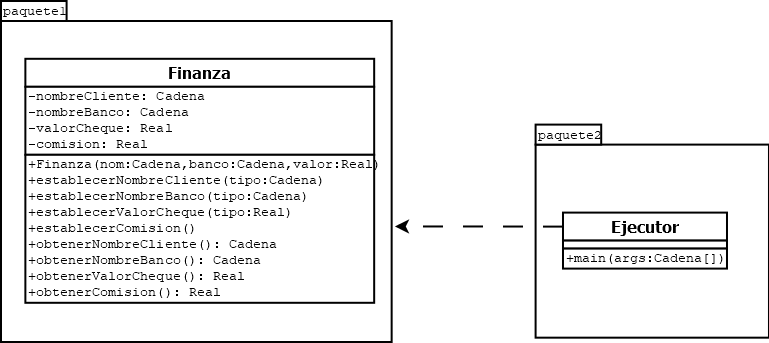 paquete1
Finanza
-nombreCliente: Cadena
-nombreBanco: Cadena
-valorCheque: Real
-comision: Real
+Finanza(nom:Cadena,banco:Cadena,valor:Real)
+establecerNombreCliente(tipo:Cadena)
+establecerNombreBanco(tipo:Cadena)
+establecerValorCheque(tipo:Real)
+establecerComision()
+obtenerNombreCliente(): Cadena
+obtenerNombreBanco(): Cadena
+obtenerValorCheque(): Real
+obtenerComision(): Real
paquete2
Ejecutor
+main(args:Cadena[])